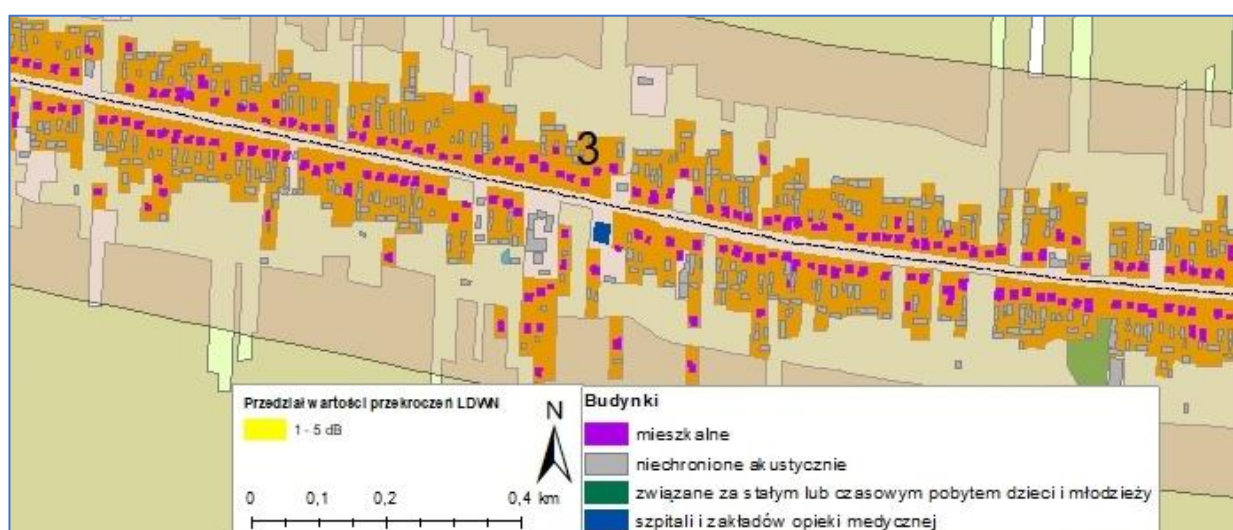 3
Przedział wartości przekroczeń LDWN
1 - 5 dB
N
0 0,1 0,2 0,4 km
Budynki
mieszkalne
niechronione akustycznie
związane za stałym lub czasowym pobytem dzieci i młodzieży
szpitali i zakładów opieki medycznej